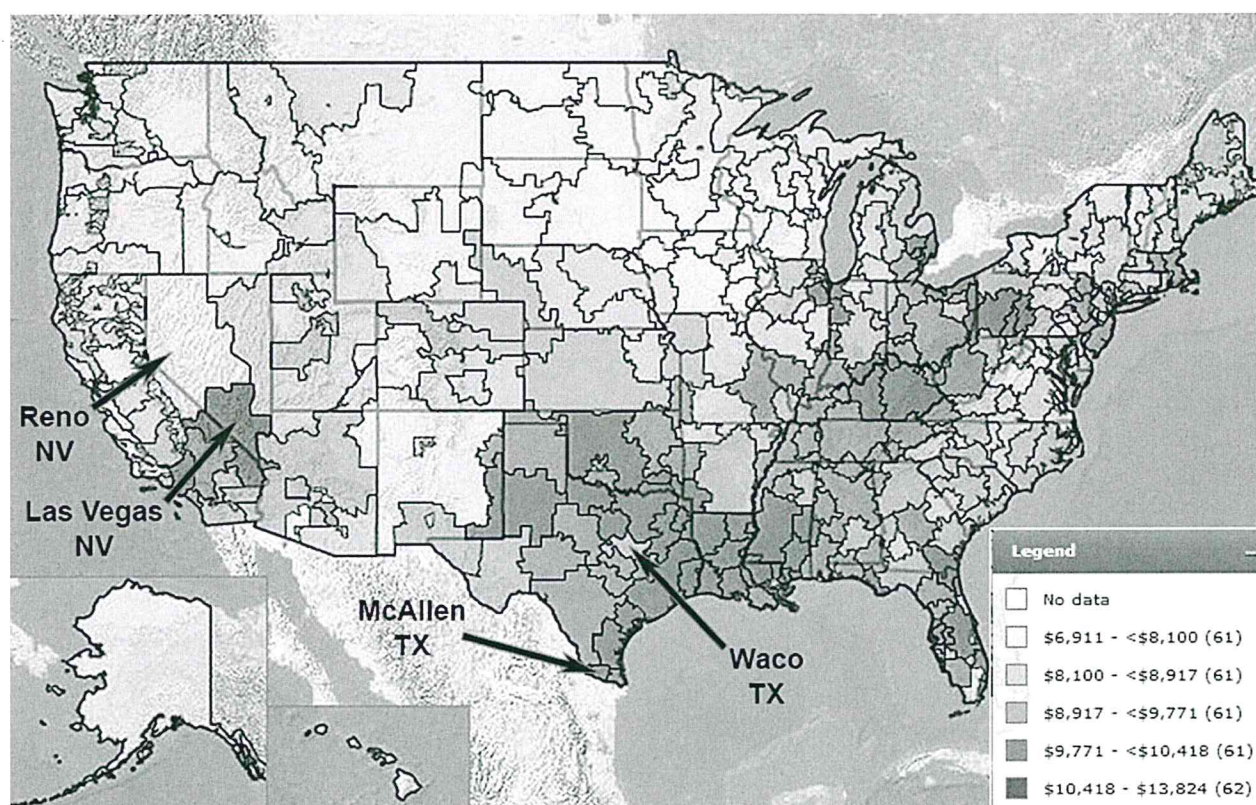 Reno
NV
Las Vegas
NV
McAllen
TX
Waco
TX
Legend
No data
$6,911 - <$8,100 (61)
$8,100 - <$8,917 (61)
$8,917 - <$9,771 (61)
$9,771 - <$10,418 (61)
$10,418 - $13,824 (62)